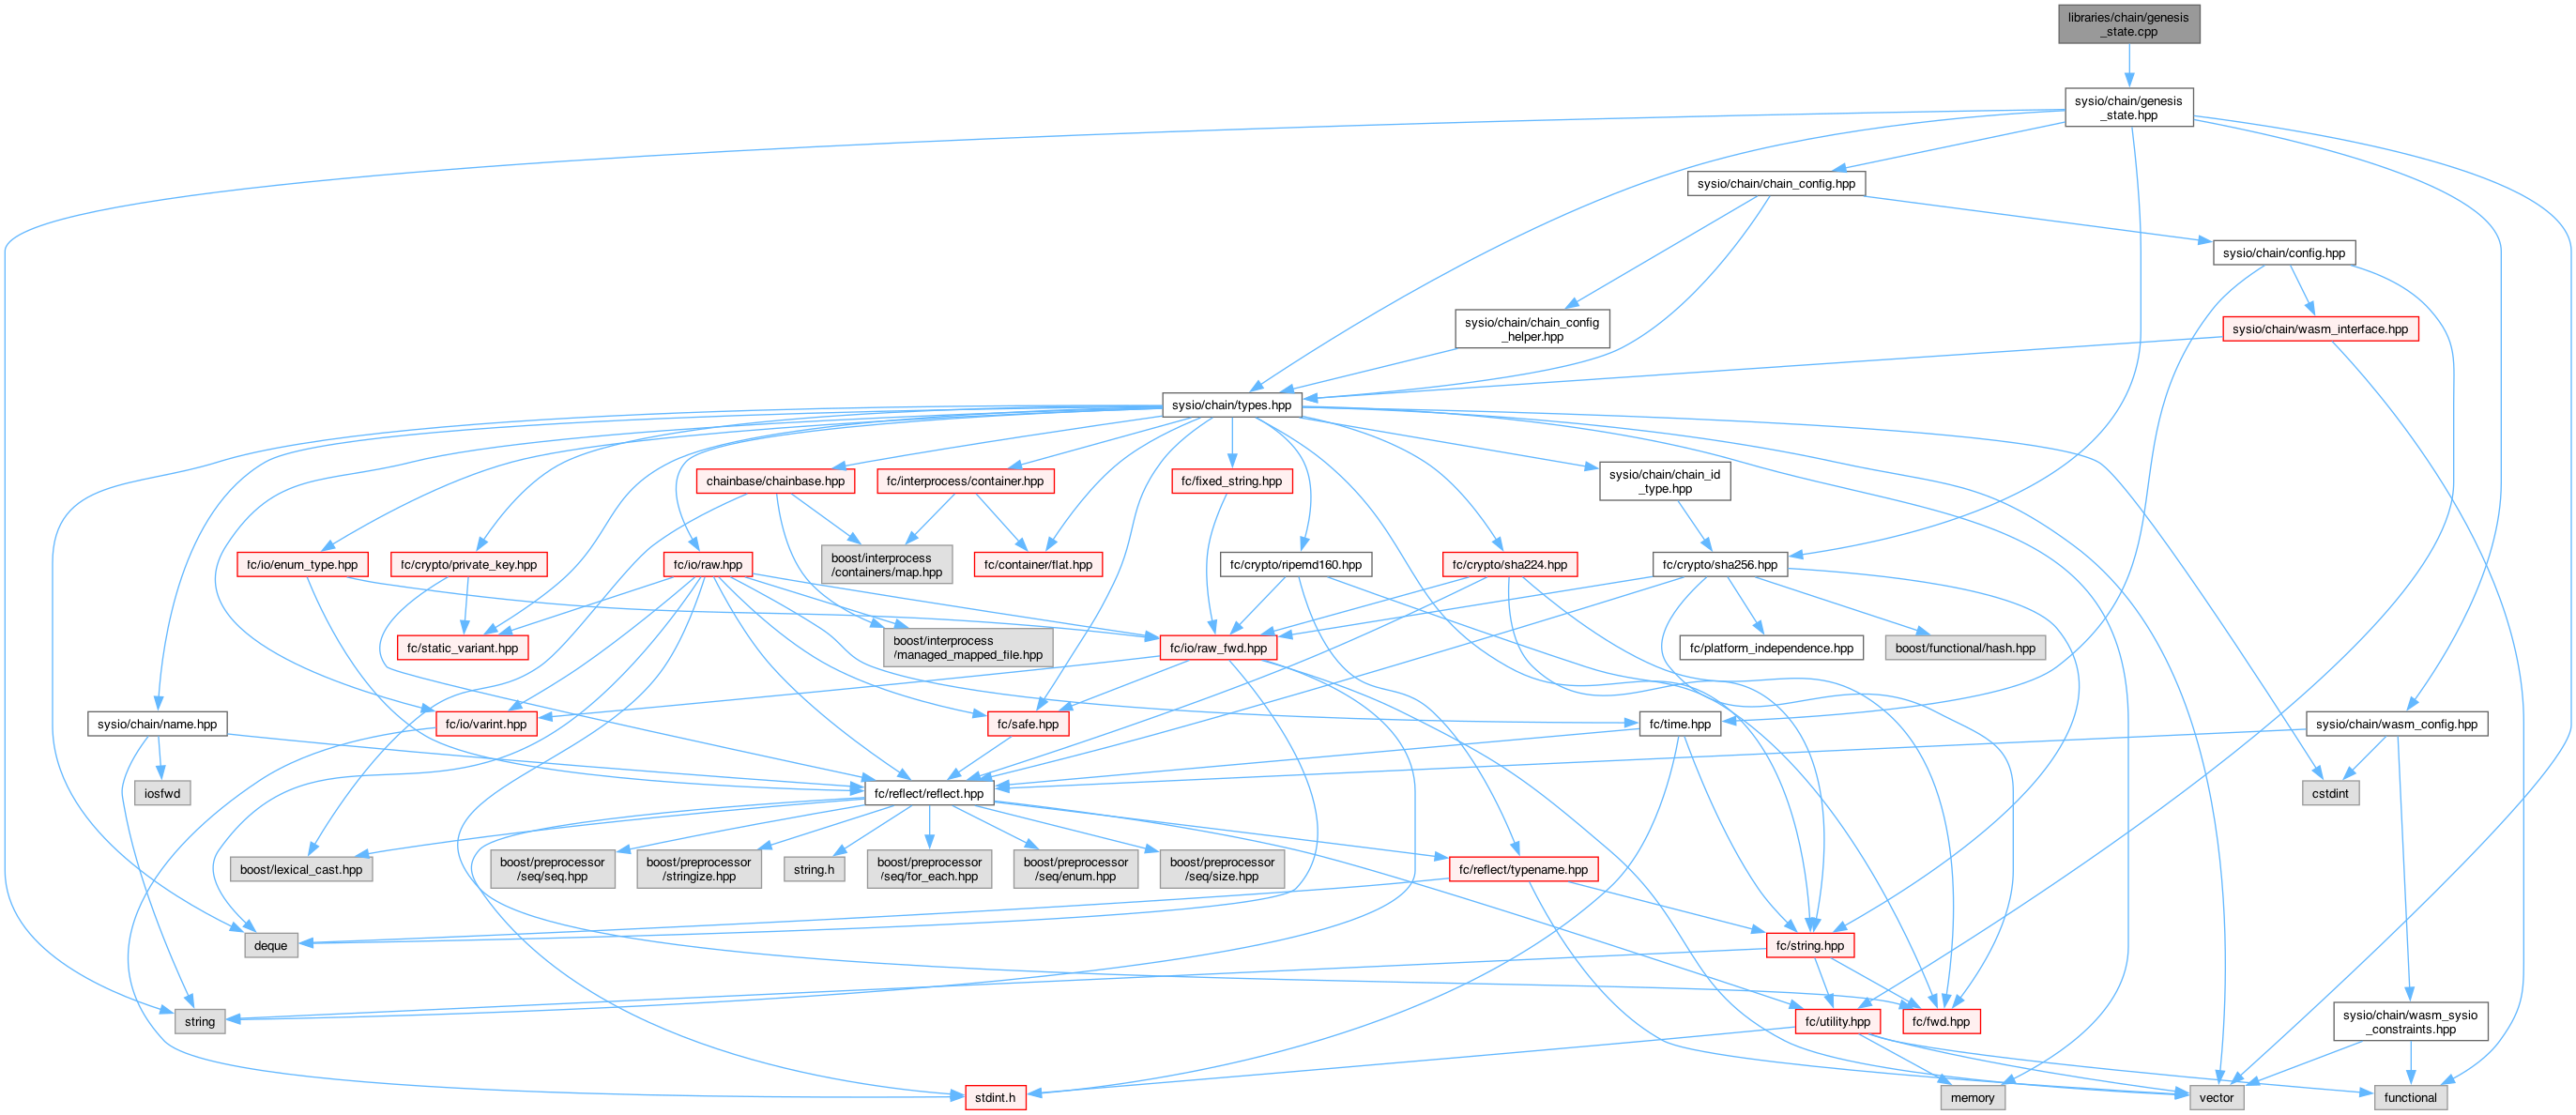 libraries/chain/genesis
_state.cpp
sysio/chain/genesis
_state.hpp
sysio/chain/chain_config.hpp
sysio/chain/config.hpp
sysio/chain/chain_config
_helper.hpp
sysio/chain/wasm_interface.hpp
sysio/chain/types.hpp
chainbase/chainbase.hpp
fc/interprocess/container.hpp
fc/fixed_string.hpp
sysio/chain/chain_id
_type.hpp
fc/io/enum_type.hpp
fc/crypto/private_key.hpp
fc/io/raw.hpp
boost/interprocess
/containers/map.hpp
fc/container/flat.hpp
fc/crypto/ripemd160.hpp
fc/crypto/sha224.hpp
fc/crypto/sha256.hpp
fc/static_variant.hpp
boost/interprocess
/managed_mapped_file.hpp
fc/io/raw_fwd.hpp
fc/platform_independence.hpp
boost/functional/hash.hpp
sysio/chain/name.hpp
fc/io/varint.hpp
fc/safe.hpp
fc/time.hpp
sysio/chain/wasm_config.hpp
iosfwd
fc/reflect/reflect.hpp
cstdint
boost/lexical_cast.hpp
boost/preprocessor
/seq/seq.hpp
boost/preprocessor
/stringize.hpp
string.h
boost/preprocessor
/seq/for_each.hpp
boost/preprocessor
/seq/enum.hpp
boost/preprocessor
/seq/size.hpp
fc/reflect/typename.hpp
deque
fc/string.hpp
string
fc/utility.hpp
fc/fwd.hpp
sysio/chain/wasm_sysio
_constraints.hpp
stdint.h
memory
vector
functional